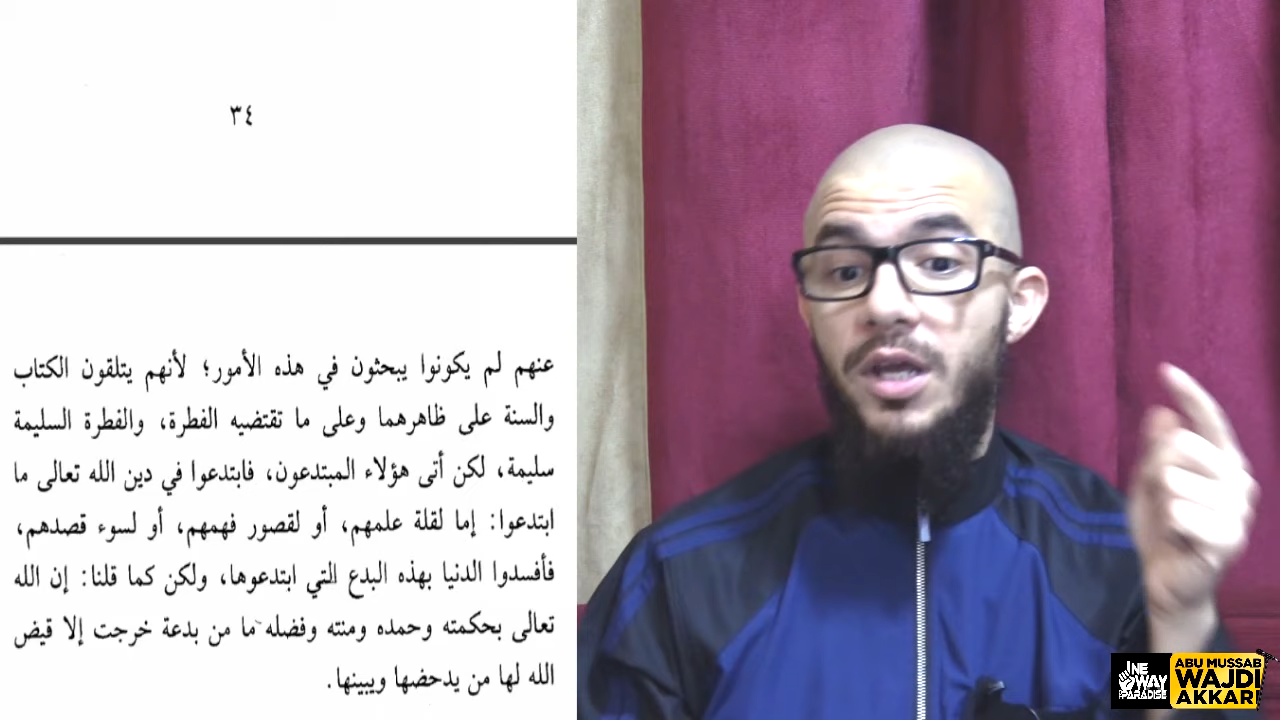 ٣٤
عنهم لم يكونوا يبحثون في هذه الأمور؛ لأنهم يتلقون الكتاب
والسنة على ظاهرهما وعلى ما تقتضيه الفطرة، والفطرة السليمة
سليمة، لكن أتى هؤلاء المبتدعون، فابتدعوا في دين الله تعالى ما
ابتدعوا: إما لقلة علمهم، أو لقصور فهمهم، أو لسوء قصدهم،
فأفسدوا الدنيا بهذه البدع التي ابتدعوها، ولكن كما قلنا: إن الله
تعالى بحكمته وحمده ومنته وفضله ما من بدعة خرجت إلا قيض
الله لها من يدحضها ويبينها.
ONE
WAY
TO
PARADISE
ABU MUSSAB
WAJDI
AKKARI